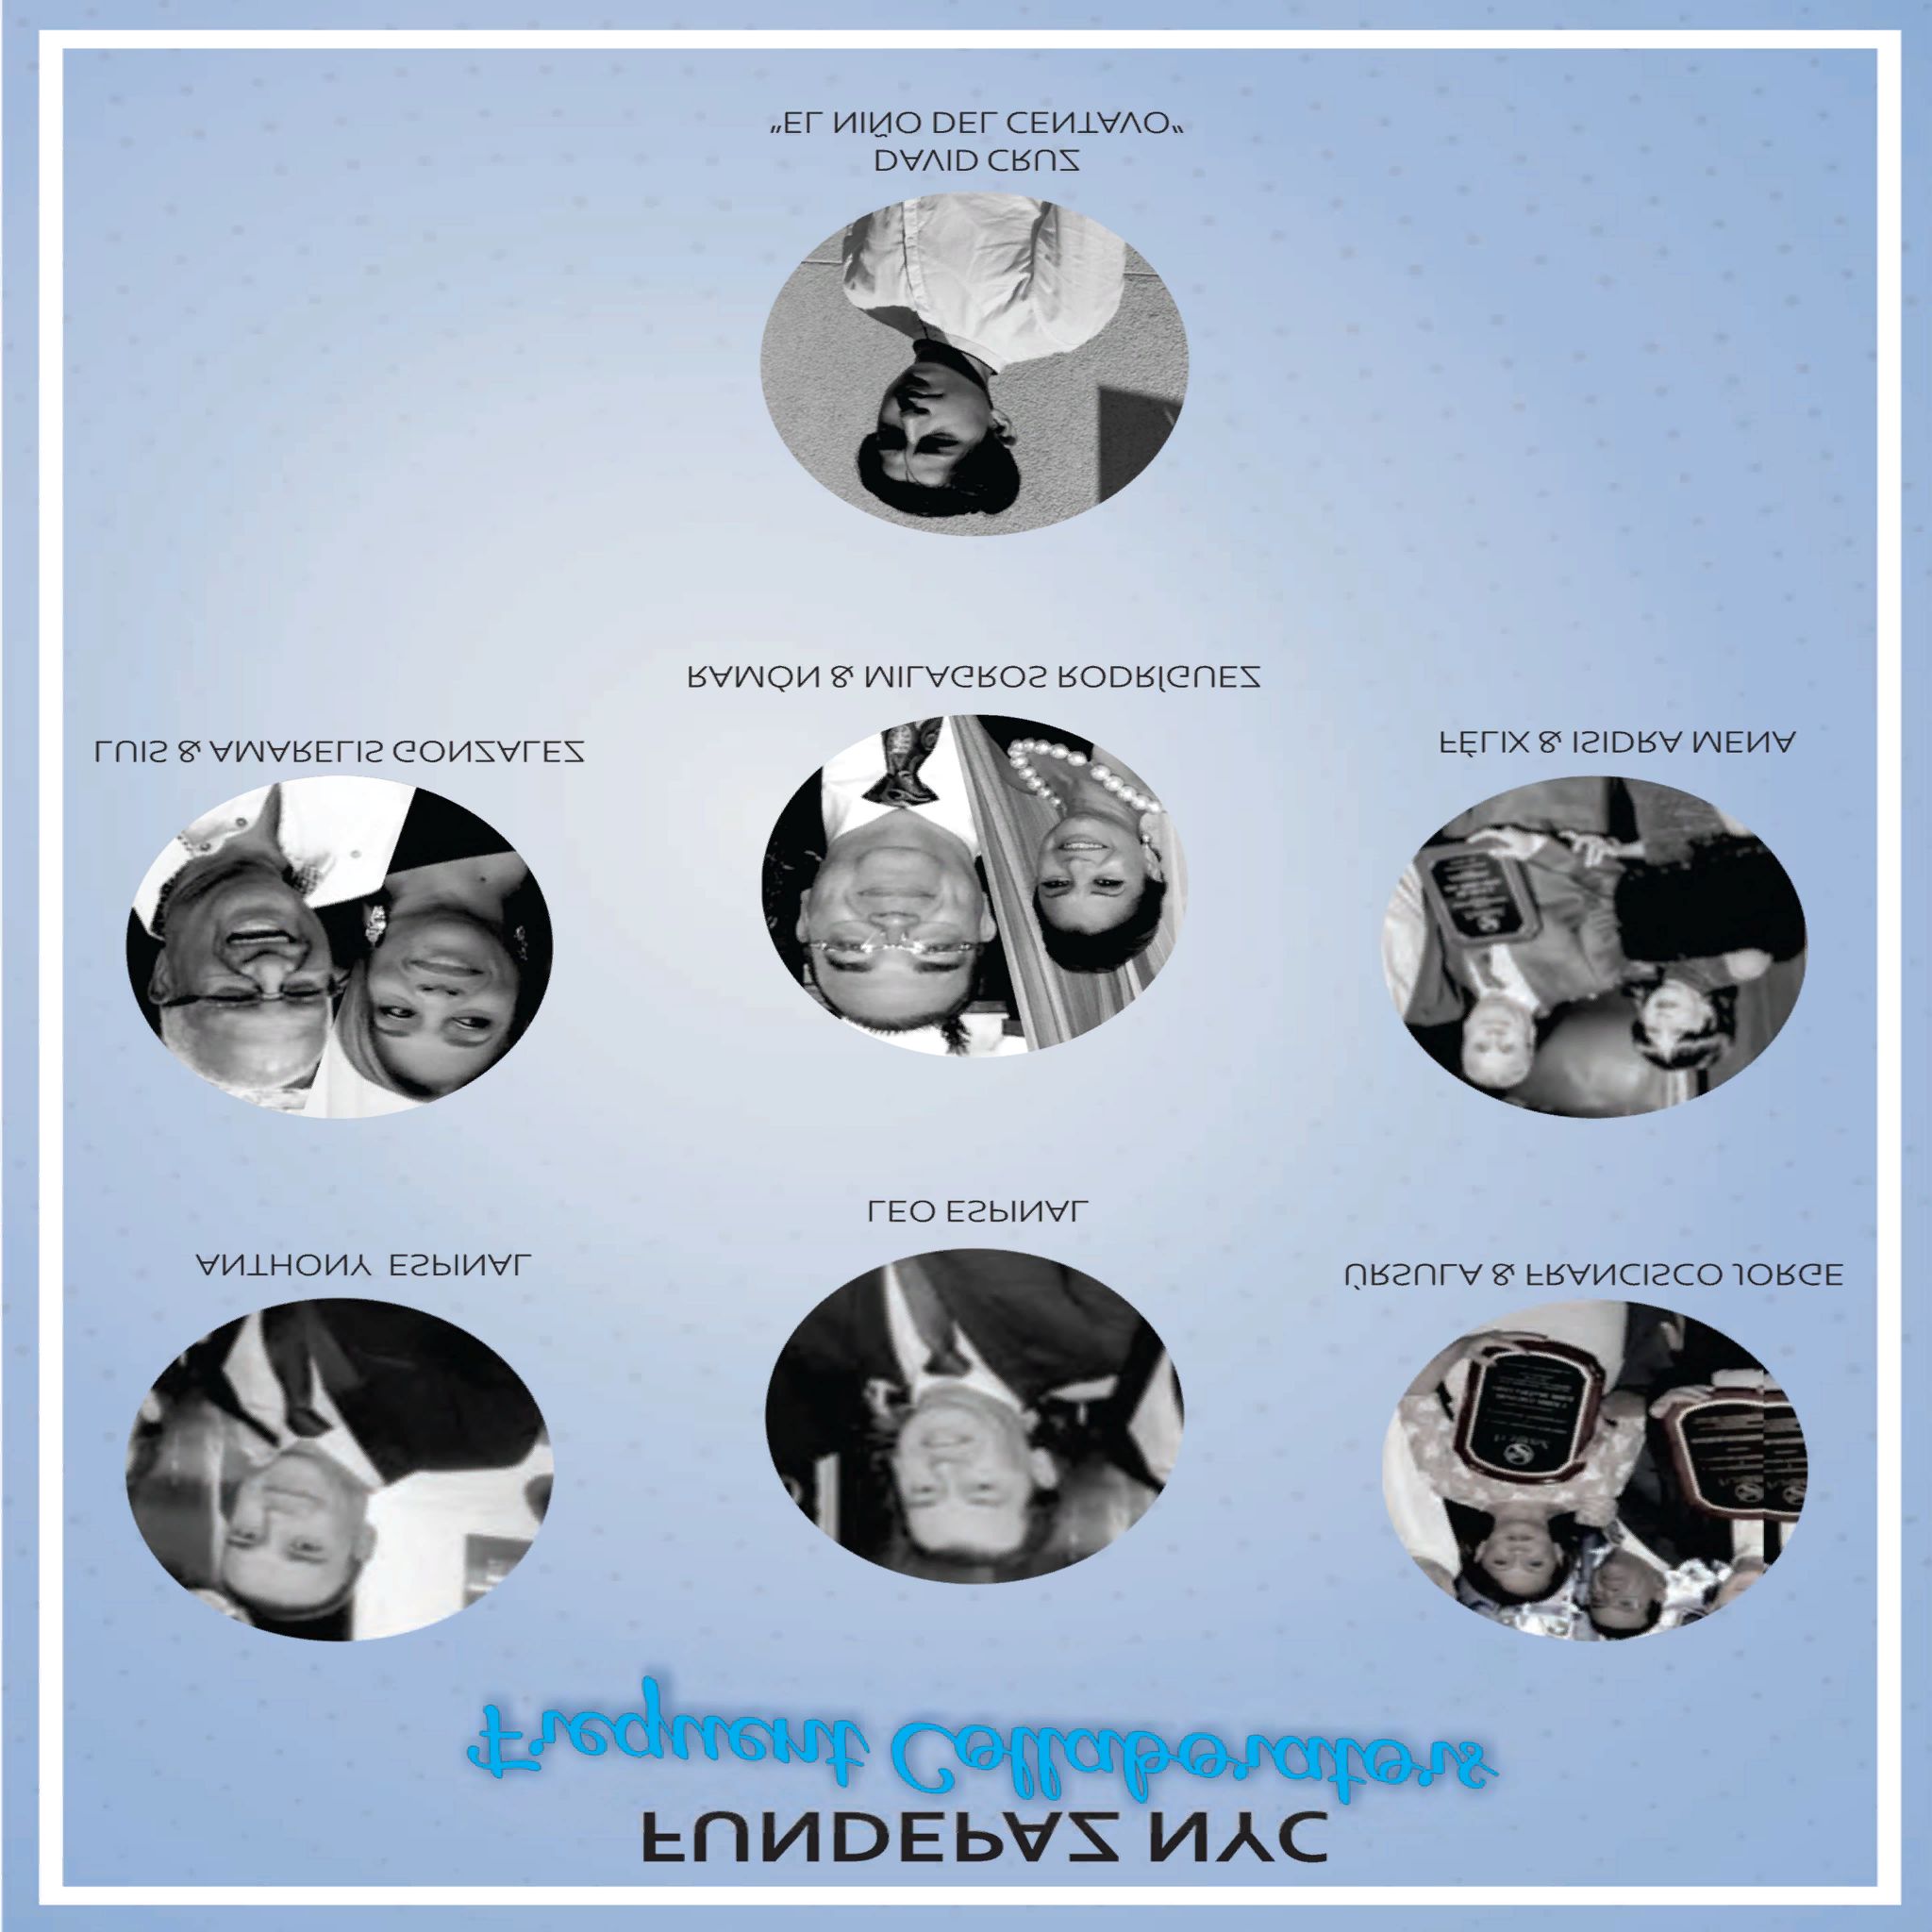 FUNDEPAZ NYC
Frequent Collaborators
ANTHONY ESPINAL
LEO ESPINAL
ÚRSULA & FRANCISCO JORGE
LUIS & AMARELIS GONZALEZ
RAMÓN & MILAGROS RODRÍGUEZ
FÉLIX & ISIDRA MENA
DAVID CRUZ
"EL NIÑO DEL CENTAVO"